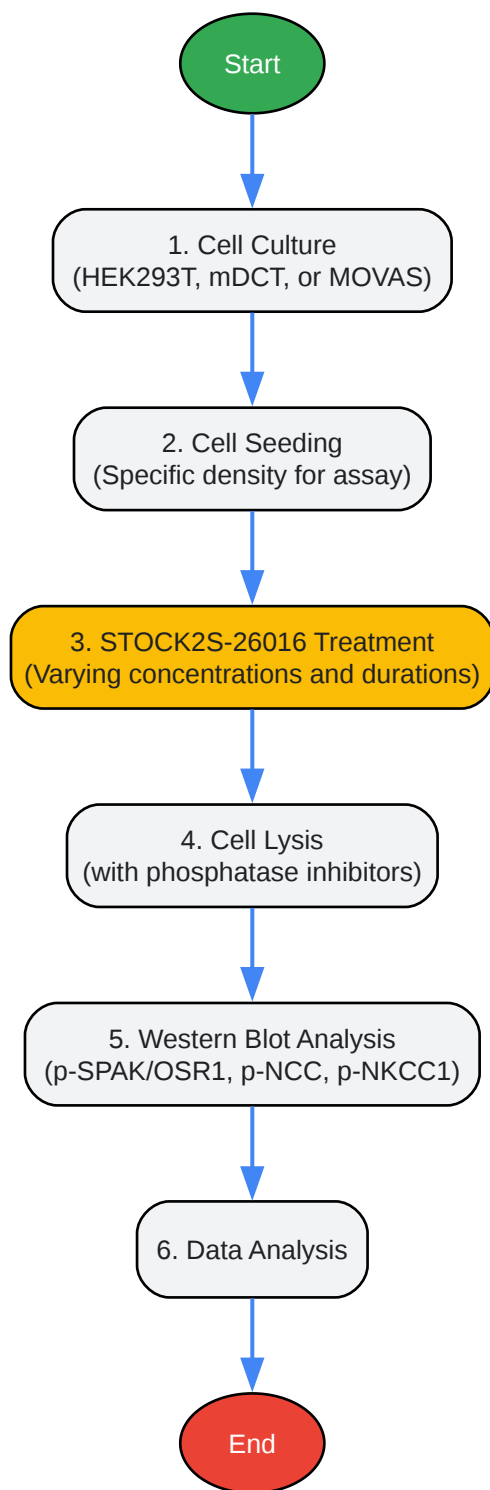 Start
1. Cell Culture
(HEK293T, mDCT, or MOVAS)
2. Cell Seeding
(Specific density for assay)
3. STOCK2S-26016 Treatment
(Varying concentrations and durations)
4. Cell Lysis
(with phosphatase inhibitors)
5. Western Blot Analysis
(p-SPAK/OSR1, p-NCC, p-NKCC1)
6. Data Analysis
End